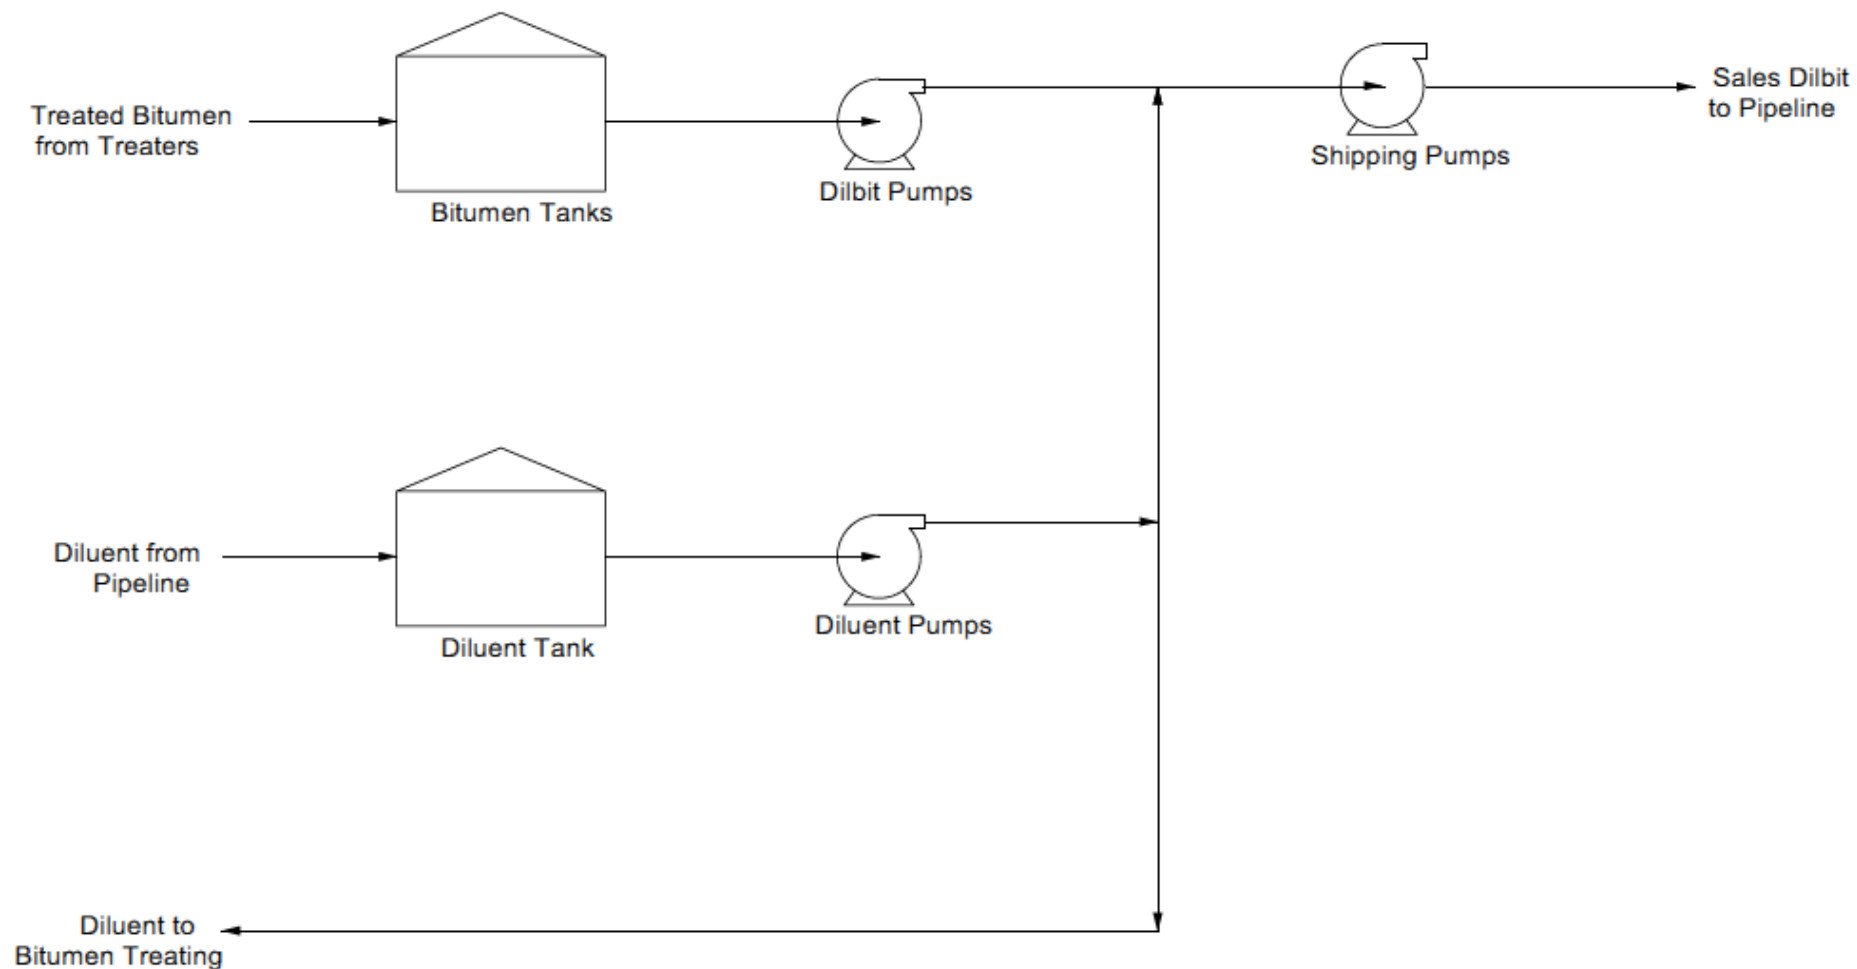 Treated Bitumen
from Treaters
Bitumen Tanks
Dilbit Pumps
Shipping Pumps
Sales Dilbit
to Pipeline
Diluent from
Pipeline
Diluent Tank
Diluent Pumps
Diluent to
Bitumen Treating